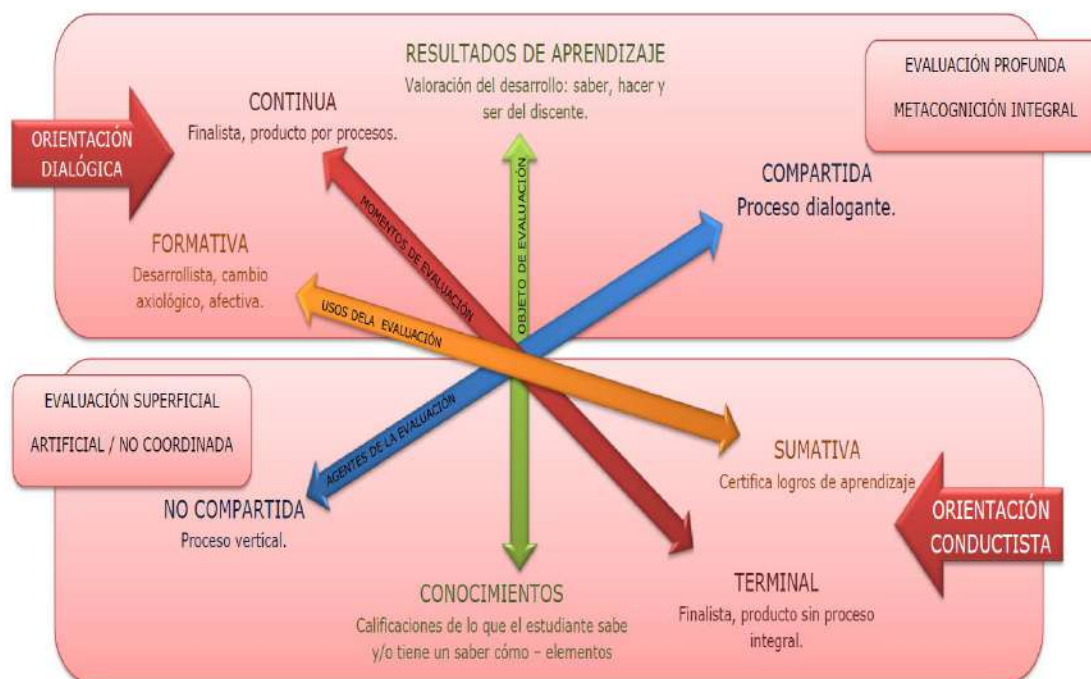 RESULTADOS DE APRENDIZAJE
Valoración del desarrollo: saber, hacer y
ser del discente.
EVALUACIÓN PROFUNDA
METACOGNICIÓN INTEGRAL
CONTINUA
Finalista, producto por procesos.
ORIENTACIÓN
DIALÓGICA
COMPARTIDA
Proceso dialogante.
FORMATIVA
Desarrollista, cambio
axiológico, afectiva.
MOMENTOS DE EVALUACIÓN
OBJETO DE EVALUACIÓN
USOS DELA EVALUACIÓN
AGENTES DE LA EVALUACIÓN
EVALUACIÓN SUPERFICIAL
ARTIFICIAL / NO COORDINADA
SUMATIVA
Certifica logros de aprendizaje
NO COMPARTIDA
Proceso vertical.
ORIENTACIÓN
CONDUCTISTA
CONOCIMIENTOS
Calificaciones de lo que el estudiante sabe
y/o tiene un saber cómo – elementos
TERMINAL
Finalista, producto sin proceso
integral.